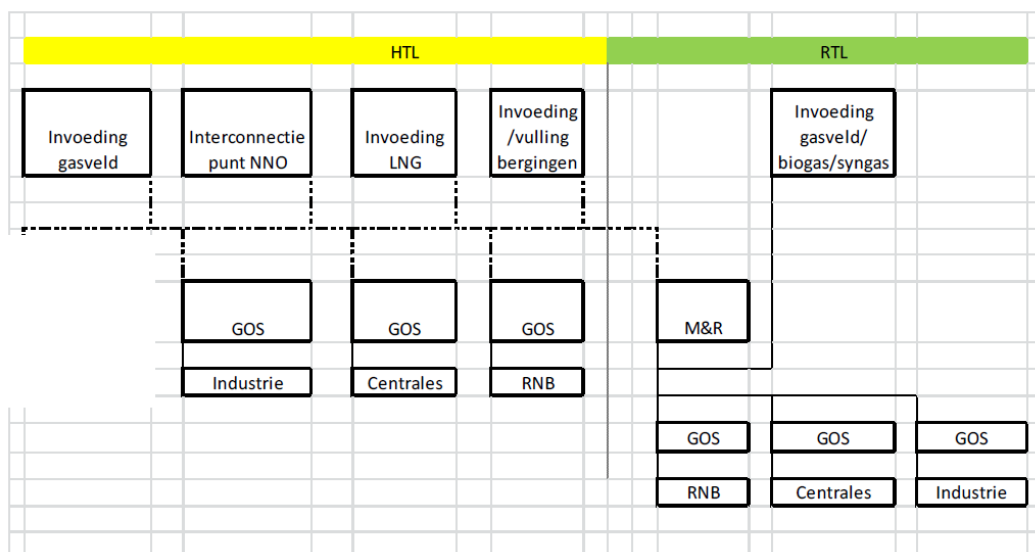 HTL
RTL
Invoeding
gasveld
Interconnectie
punt NNO
Invoeding
LNG
Invoeding
/vulling
bergingen
Invoeding
gasveld/
biogas/syngas
GOS
GOS
GOS
M&R
Industrie
Centrales
RNB
GOS
GOS
GOS
RNB
Centrales
Industrie